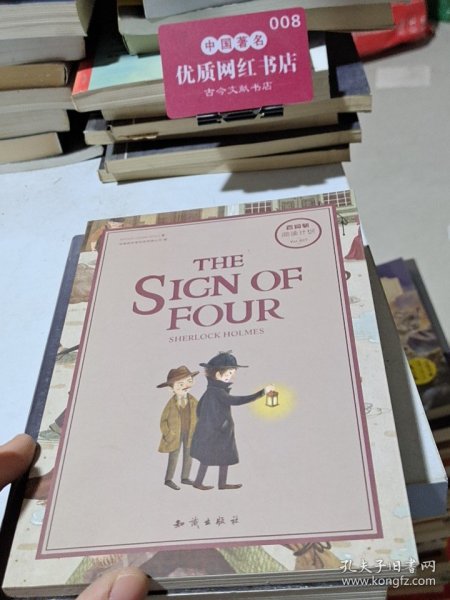 008
中国著名
优质网红书店
古今文献书店
THE
SIGN OF
FOUR
SHERLOCK HOLMES
知识出版社
孔夫子旧书网
www.kongfz.com